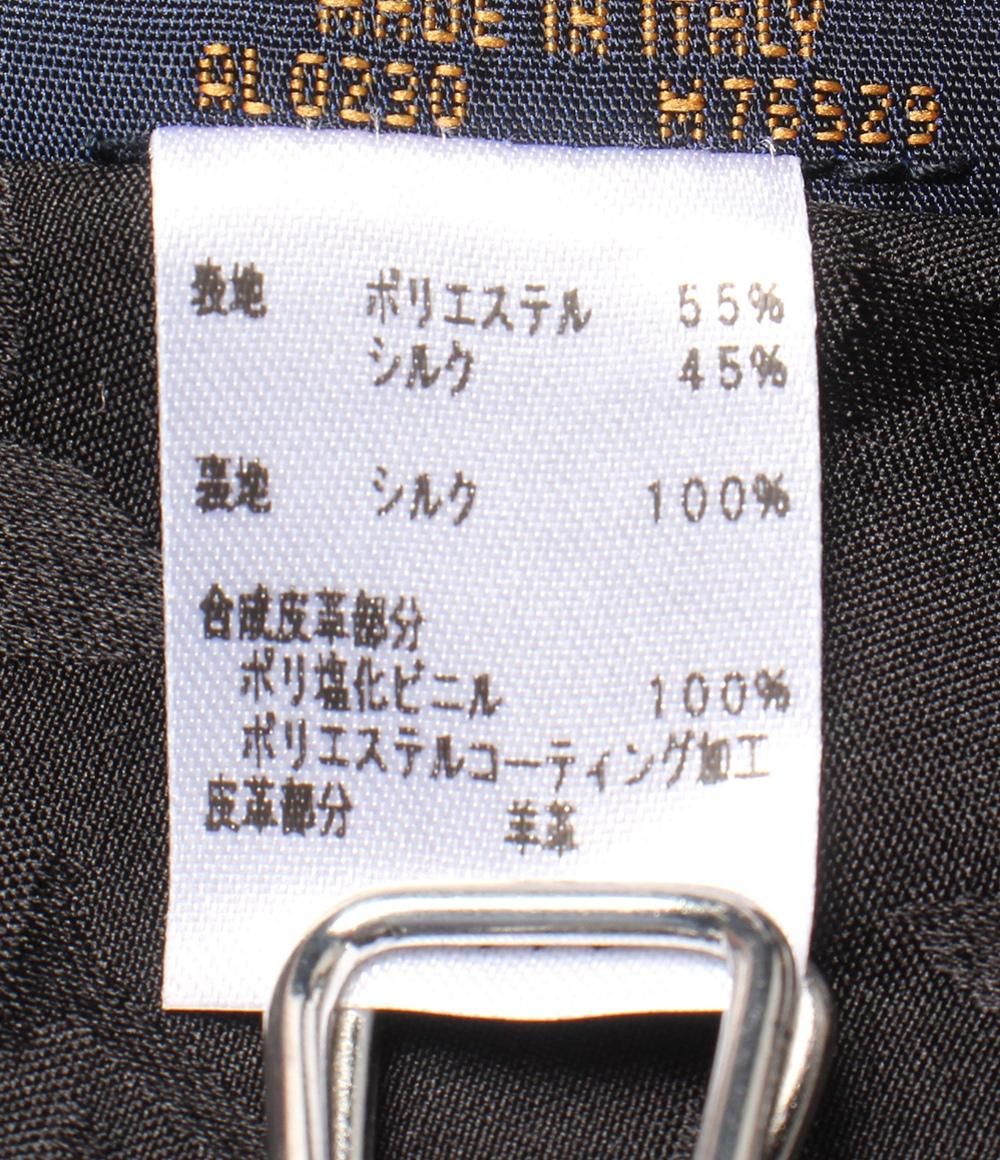 MADE IN ITALY
AL0230 M76529
表地 ポリエステル 55%
シルク 45%
裏地 シルク 100%
合成皮革部分
ポリ塩化ビニル 100%
ポリエステルコーティング加工
皮革部分 羊革